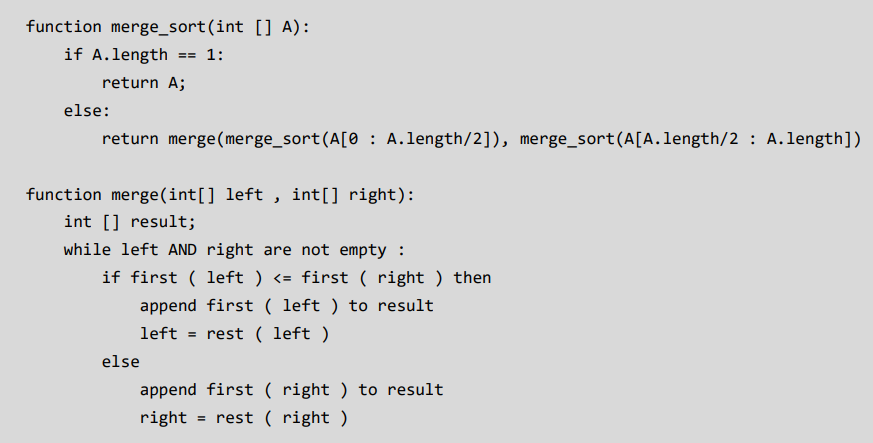 function merge_sort(int [] A):
if A.length == 1:
return A;
else:
return merge(merge_sort(A[0 : A.length/2]), merge_sort(A[A.length/2 : A.length])
function merge(int[] left , int[] right):
int [] result;
while left AND right are not empty :
if first ( left ) <= first ( right ) then
append first ( left ) to result
left = rest ( left )
else
append first ( right ) to result
right = rest ( right )